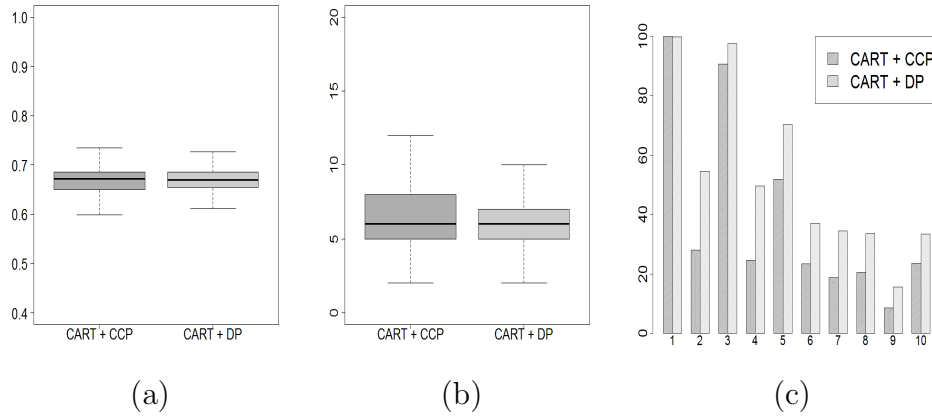 1.0
0.9
0.8
0.7
0.6
0.5
0.4
CART + CCP CART + DP
(a)
20
15
10
5
0
CART + CCP CART + DP
(b)
100
80
60
40
20
0
CART + CCP
CART + DP
1 2 3 4 5 6 7 8 9 10
(c)